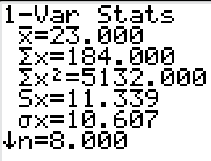 1-Var Stats
x̄=23.000
Σx=184.000
Σx²=5132.000
Sx=11.339
σx=10.607
↓n=8.000